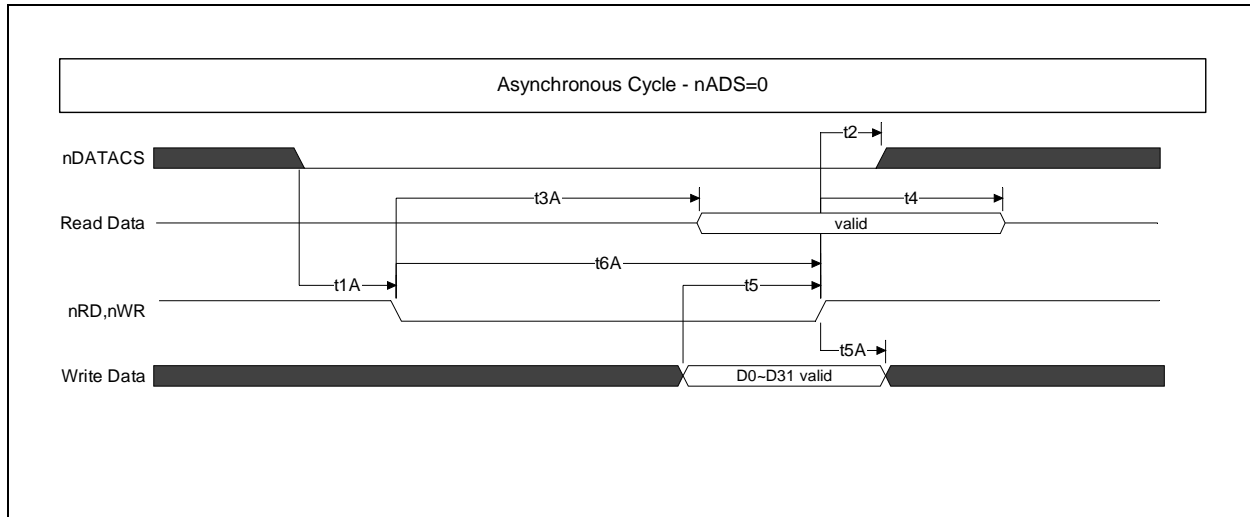 Asynchronous Cycle - nADS=0
t2
nDATACS
t3A
t4
Read Data
valid
t6A
t1A
t5
nRD,nWR
t5A
Write Data
D0~D31 valid